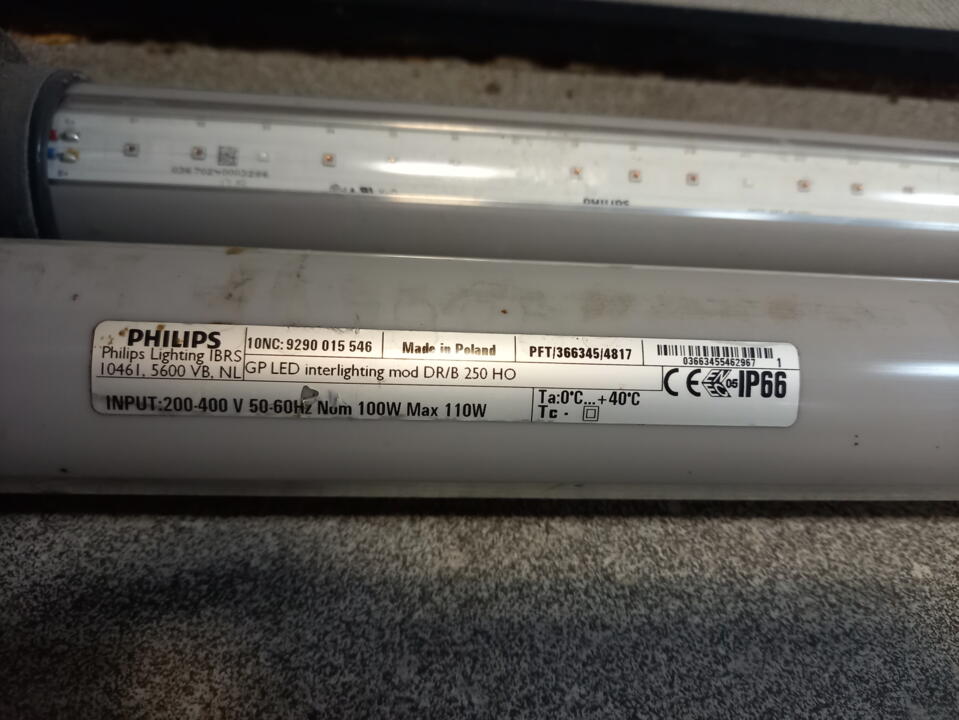 03670240003286
PHILIPS
PHILIPS
Philips Lighting IBRS
10461, 5600 VB, NL
10NC: 9290 015 546
Made in Poland
PFT/366345/4817
03663455462967 1
GP LED interlighting mod DR/B 250 HO
CE 05 IP66
INPUT:200-400 V 50-60Hz Nom 100W Max 110W
Ta:0°C...+40°C
Tc -